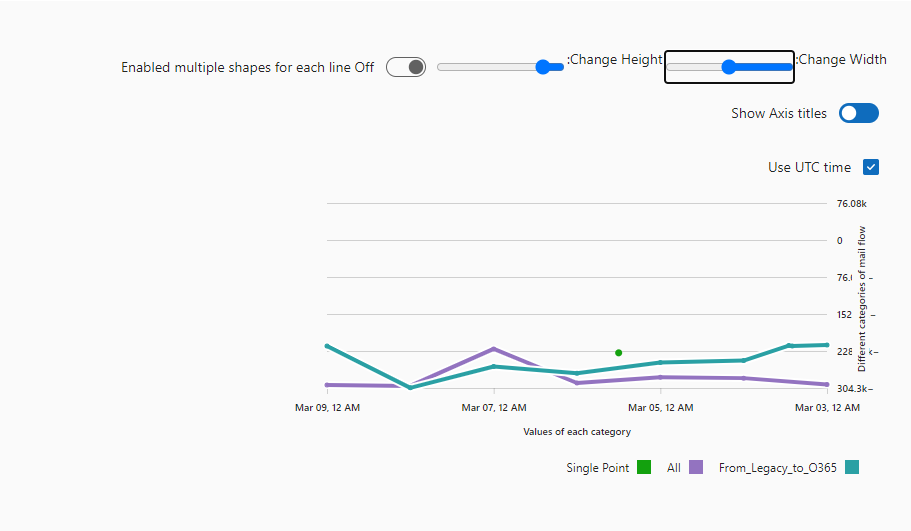 Enabled multiple shapes for each line Off :Change Height :Change Width
Show Axis titles
Use UTC time
76.08k
0
152
228
304.3k–
Different categories of mail flow
Mar 09, 12 AM Mar 07, 12 AM Mar 05, 12 AM Mar 03, 12 AM
Values of each category
Single Point All From_Legacy_to_O365